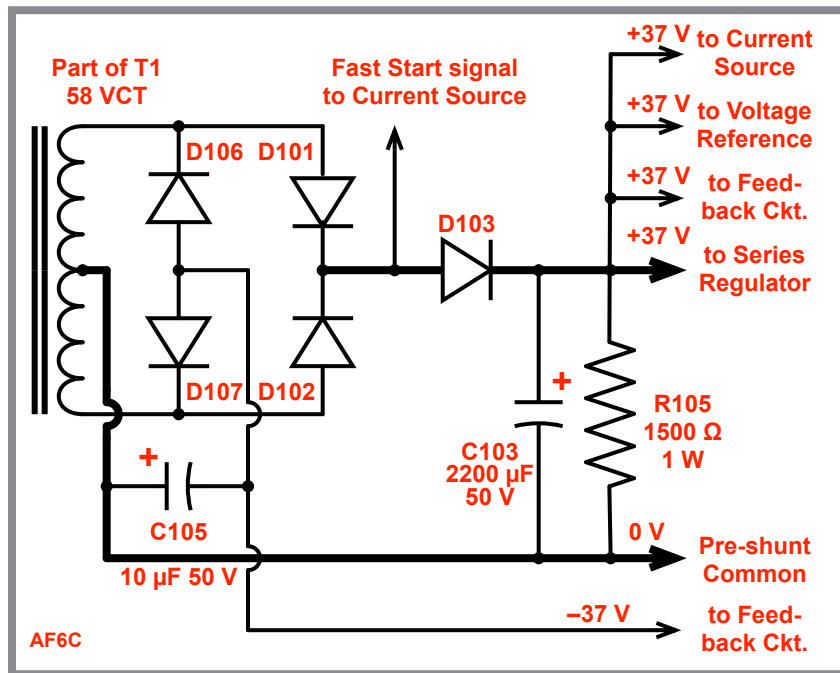 Part of T1
58 VCT
Fast Start signal
to Current Source
+37 V
to Current
Source
+37 V
to Voltage
Reference
+37 V
to Feed-
back Ckt.
+37 V
to Series
Regulator
D106
D101
D103
D107
D102
+
C105
10 µF 50 V
+
C103
2200 µF
50 V
R105
1500 Ω
1 W
0 V
Pre-shunt
Common
–37 V
to Feed-
back Ckt.
AF6C